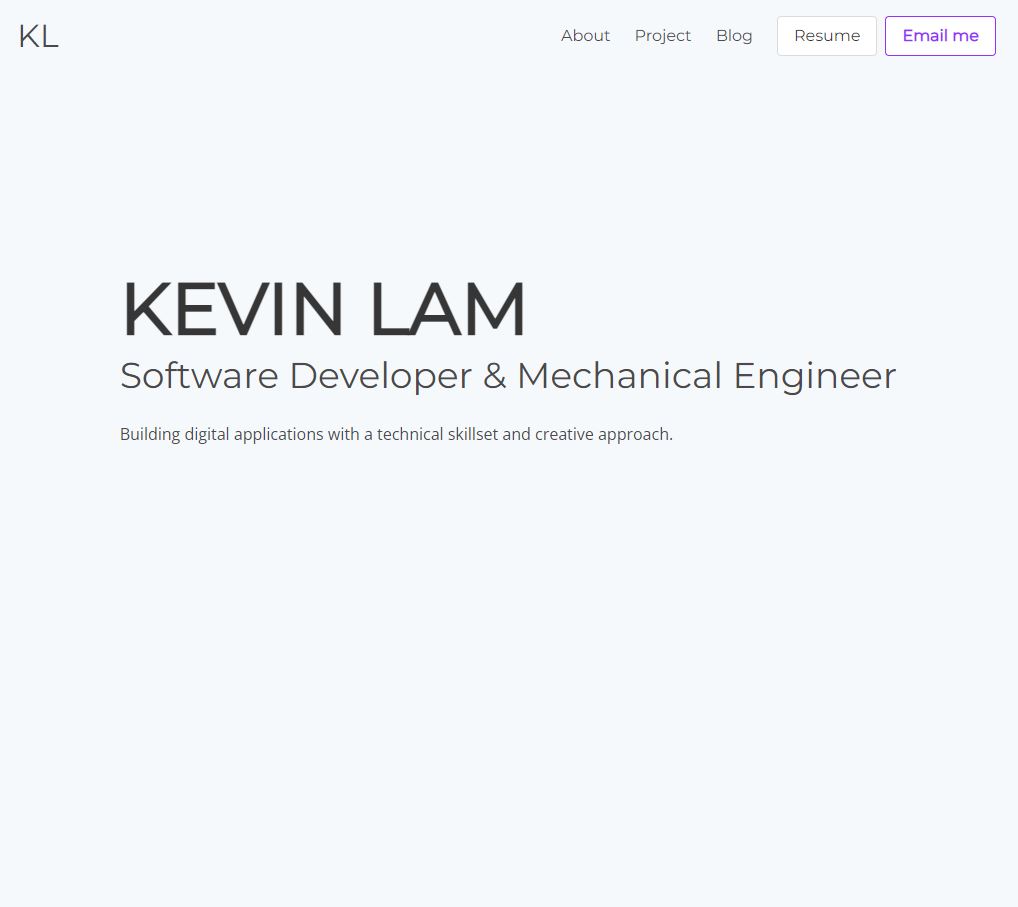 KL
About Project Blog Resume Email me
KEVIN LAM
Software Developer & Mechanical Engineer
Building digital applications with a technical skillset and creative approach.